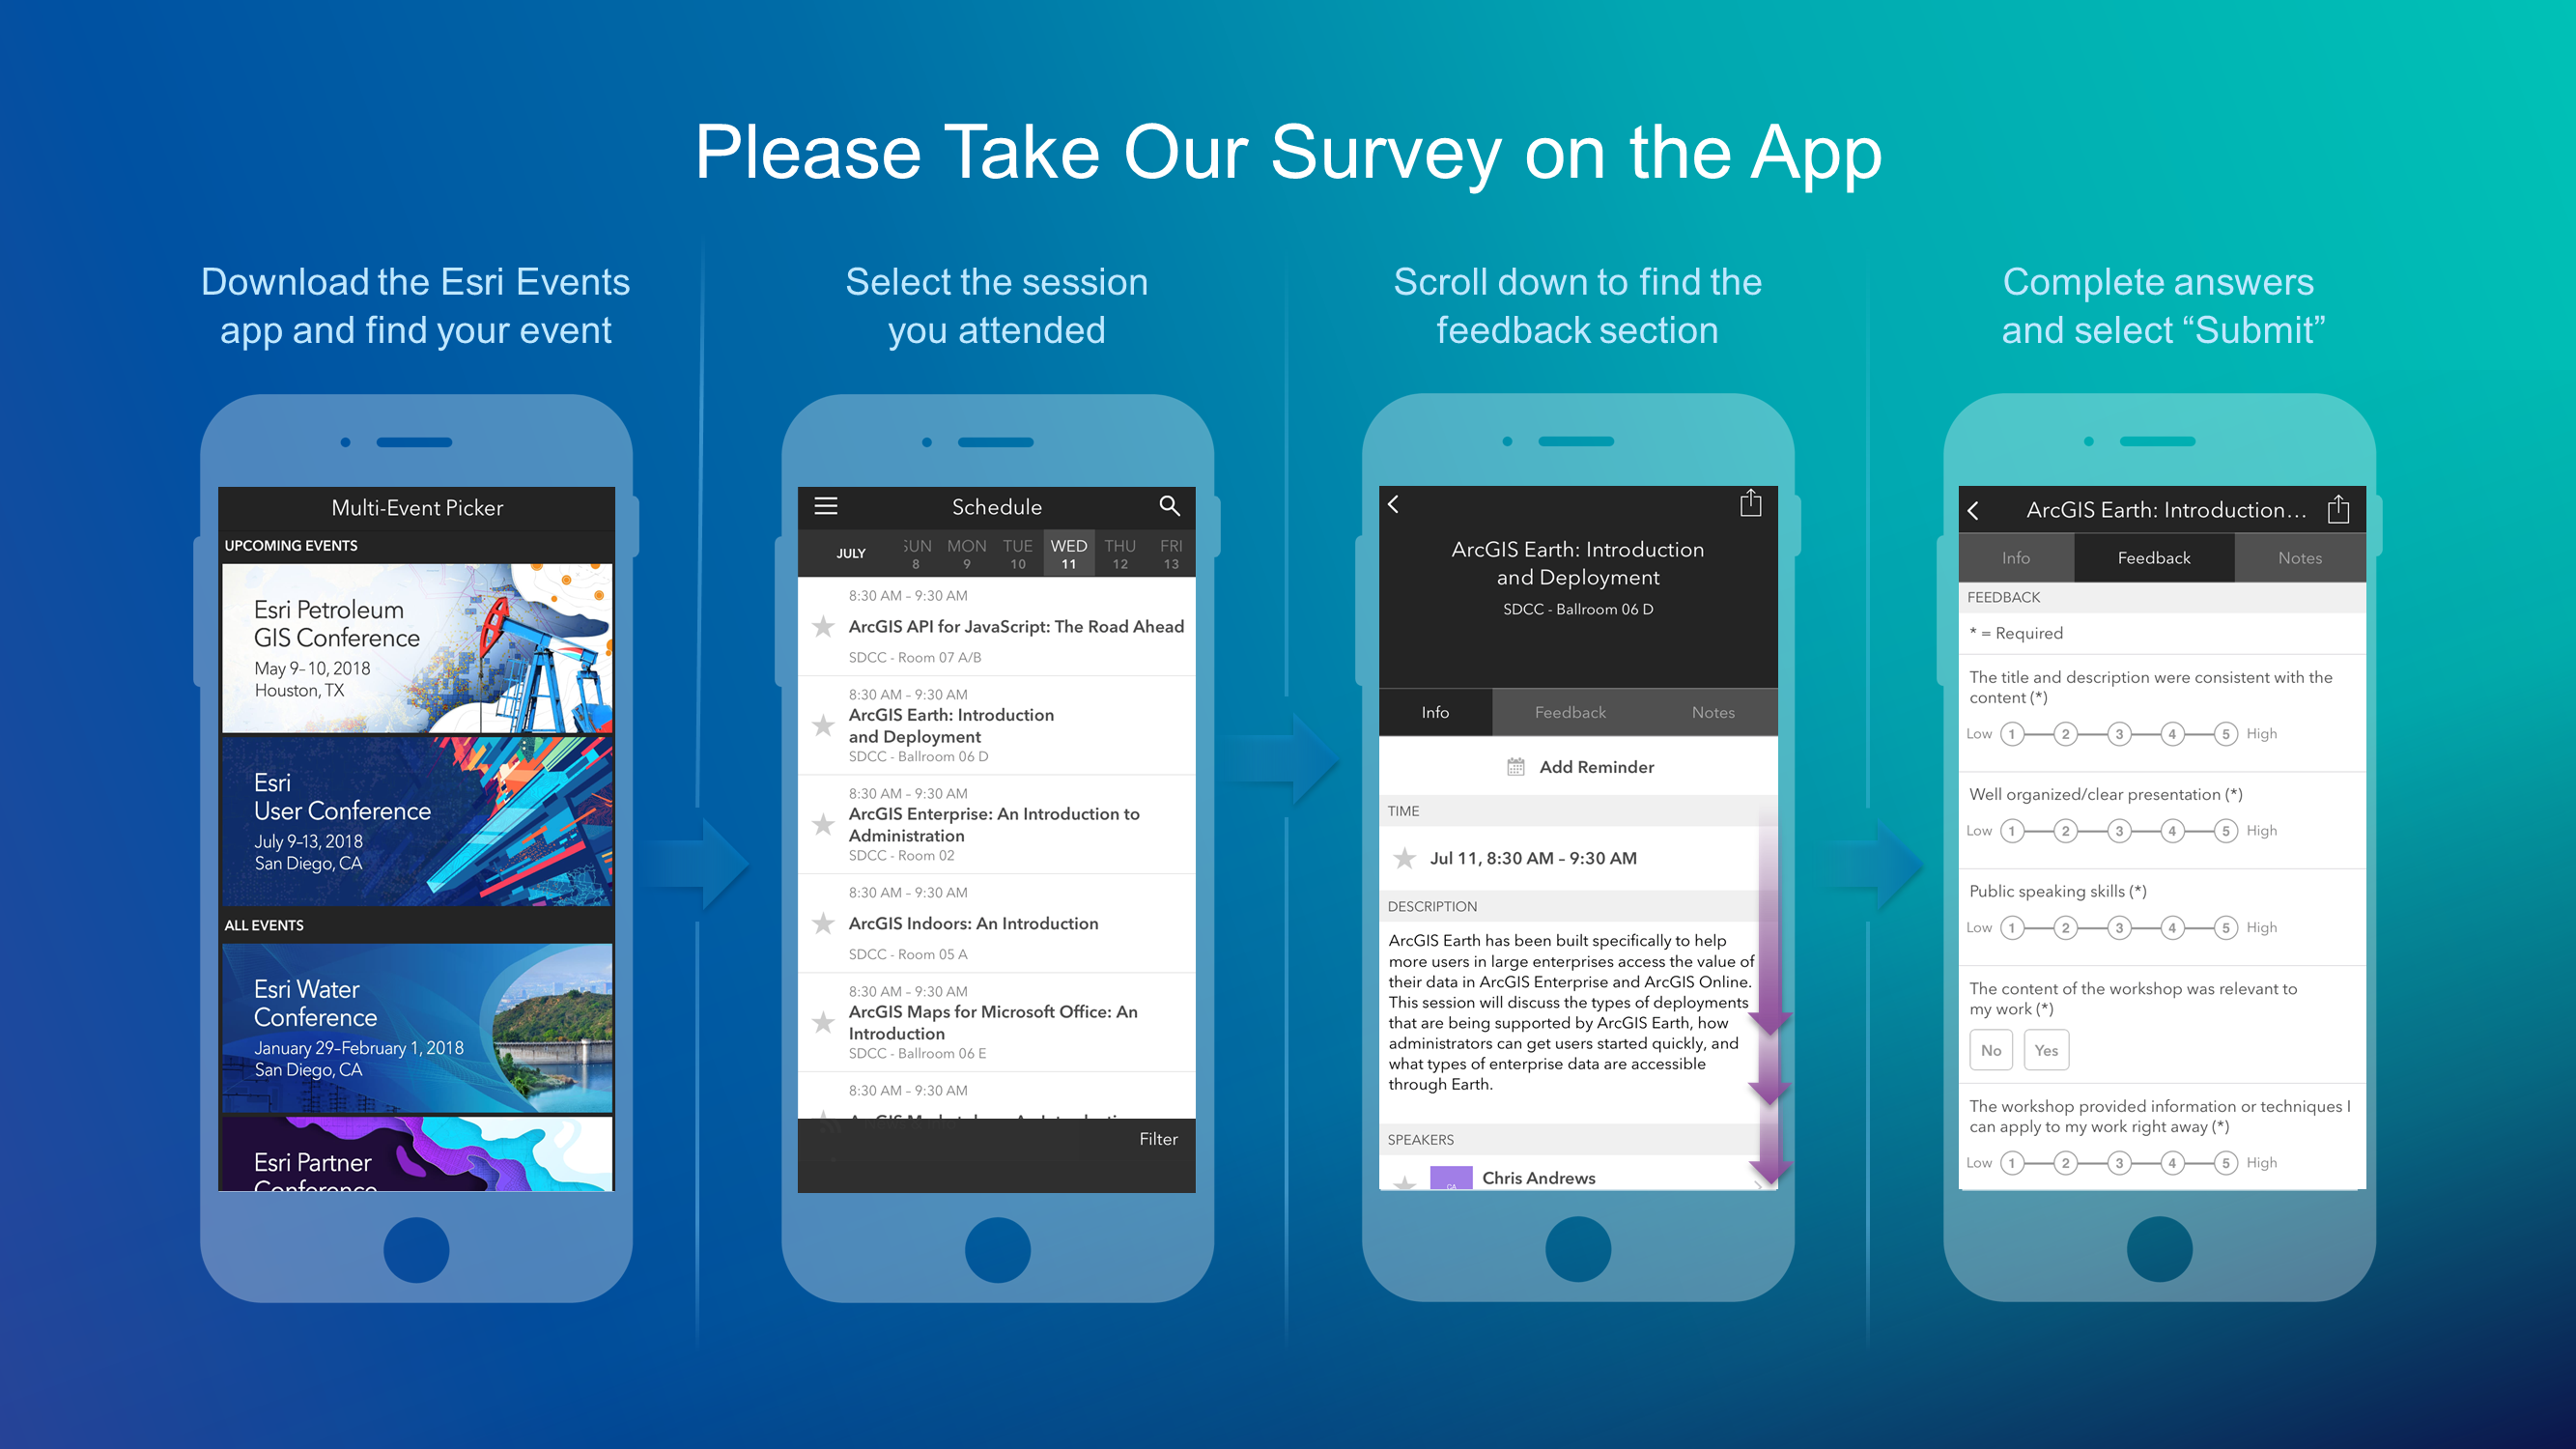 Please Take Our Survey on the App
Download the Esri Events
app and find your event
Select the session
you attended
Scroll down to find the
feedback section
Complete answers
and select “Submit”
Multi-Event Picker
UPCOMING EVENTS
Esri Petroleum
GIS Conference
May 9–10, 2018
Houston, TX
Esri
User Conference
July 9–13, 2018
San Diego, CA
ALL EVENTS
Esri Water
Conference
January 29–February 1, 2018
San Diego, CA
Esri Partner
Conference
Schedule
JULY
SUN MON TUE WED THU FRI
8 9 10 11 12 13
8:30 AM – 9:30 AM
ArcGIS API for JavaScript: The Road Ahead
SDCC - Room 07 A/B
8:30 AM – 9:30 AM
ArcGIS Earth: Introduction
and Deployment
SDCC - Ballroom 06 D
8:30 AM – 9:30 AM
ArcGIS Enterprise: An Introduction to
Administration
SDCC - Room 02
8:30 AM – 9:30 AM
ArcGIS Indoors: An Introduction
SDCC - Room 05 A
8:30 AM – 9:30 AM
ArcGIS Maps for Microsoft Office: An
Introduction
SDCC - Ballroom 06 E
8:30 AM – 9:30 AM
Filter
ArcGIS Earth: Introduction
and Deployment
SDCC - Ballroom 06 D
Info Feedback Notes
Add Reminder
TIME
Jul 11, 8:30 AM – 9:30 AM
DESCRIPTION
ArcGIS Earth has been built specifically to help
more users in large enterprises access the value of
their data in ArcGIS Enterprise and ArcGIS Online.
This session will discuss the types of deployments
that are being supported by ArcGIS Earth, how
administrators can get users started quickly, and
what types of enterprise data are accessible
through Earth.
SPEAKERS
CA
Chris Andrews
ArcGIS Earth: Introduction...
Info Feedback Notes
FEEDBACK
* = Required
The title and description were consistent with the
content (*)
Low 1 2 3 4 5 High
Well organized/clear presentation (*)
Low 1 2 3 4 5 High
Public speaking skills (*)
Low 1 2 3 4 5 High
The content of the workshop was relevant to
my work (*)
No Yes
The workshop provided information or techniques I
can apply to my work right away (*)
Low 1 2 3 4 5 High